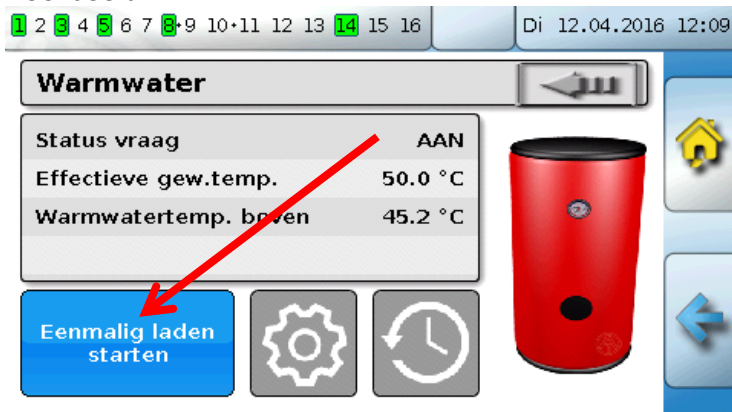 1 2 3 4 5 6 7 8·9 10·11 12 13 14 15 16 Di 12.04.2016 12:09
Warmwater
Status vraag AAN
Effectieve gew.temp. 50.0 °C
Warmwatertemp. boven 45.2 °C
Eenmalig laden
starten